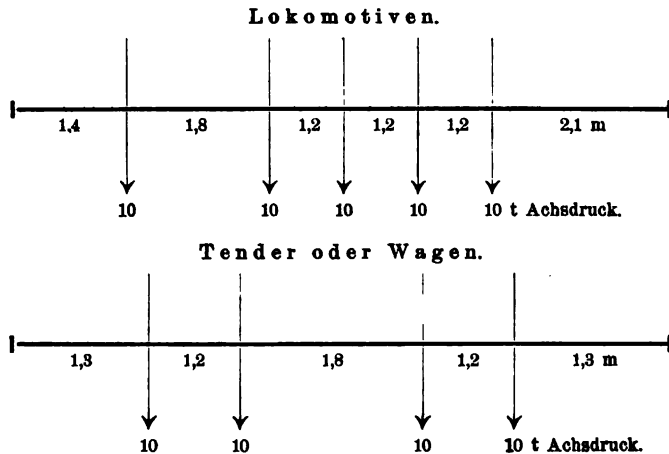 Lokomotiven.
1,4 1,8 1,2 1,2 1,2 2,1 m
10 10 10 10 10 t Achsdruck.
Tender oder Wagen.
1,3 1,2 1,8 1,2 1,3 m
10 10 10 10 t Achsdruck.